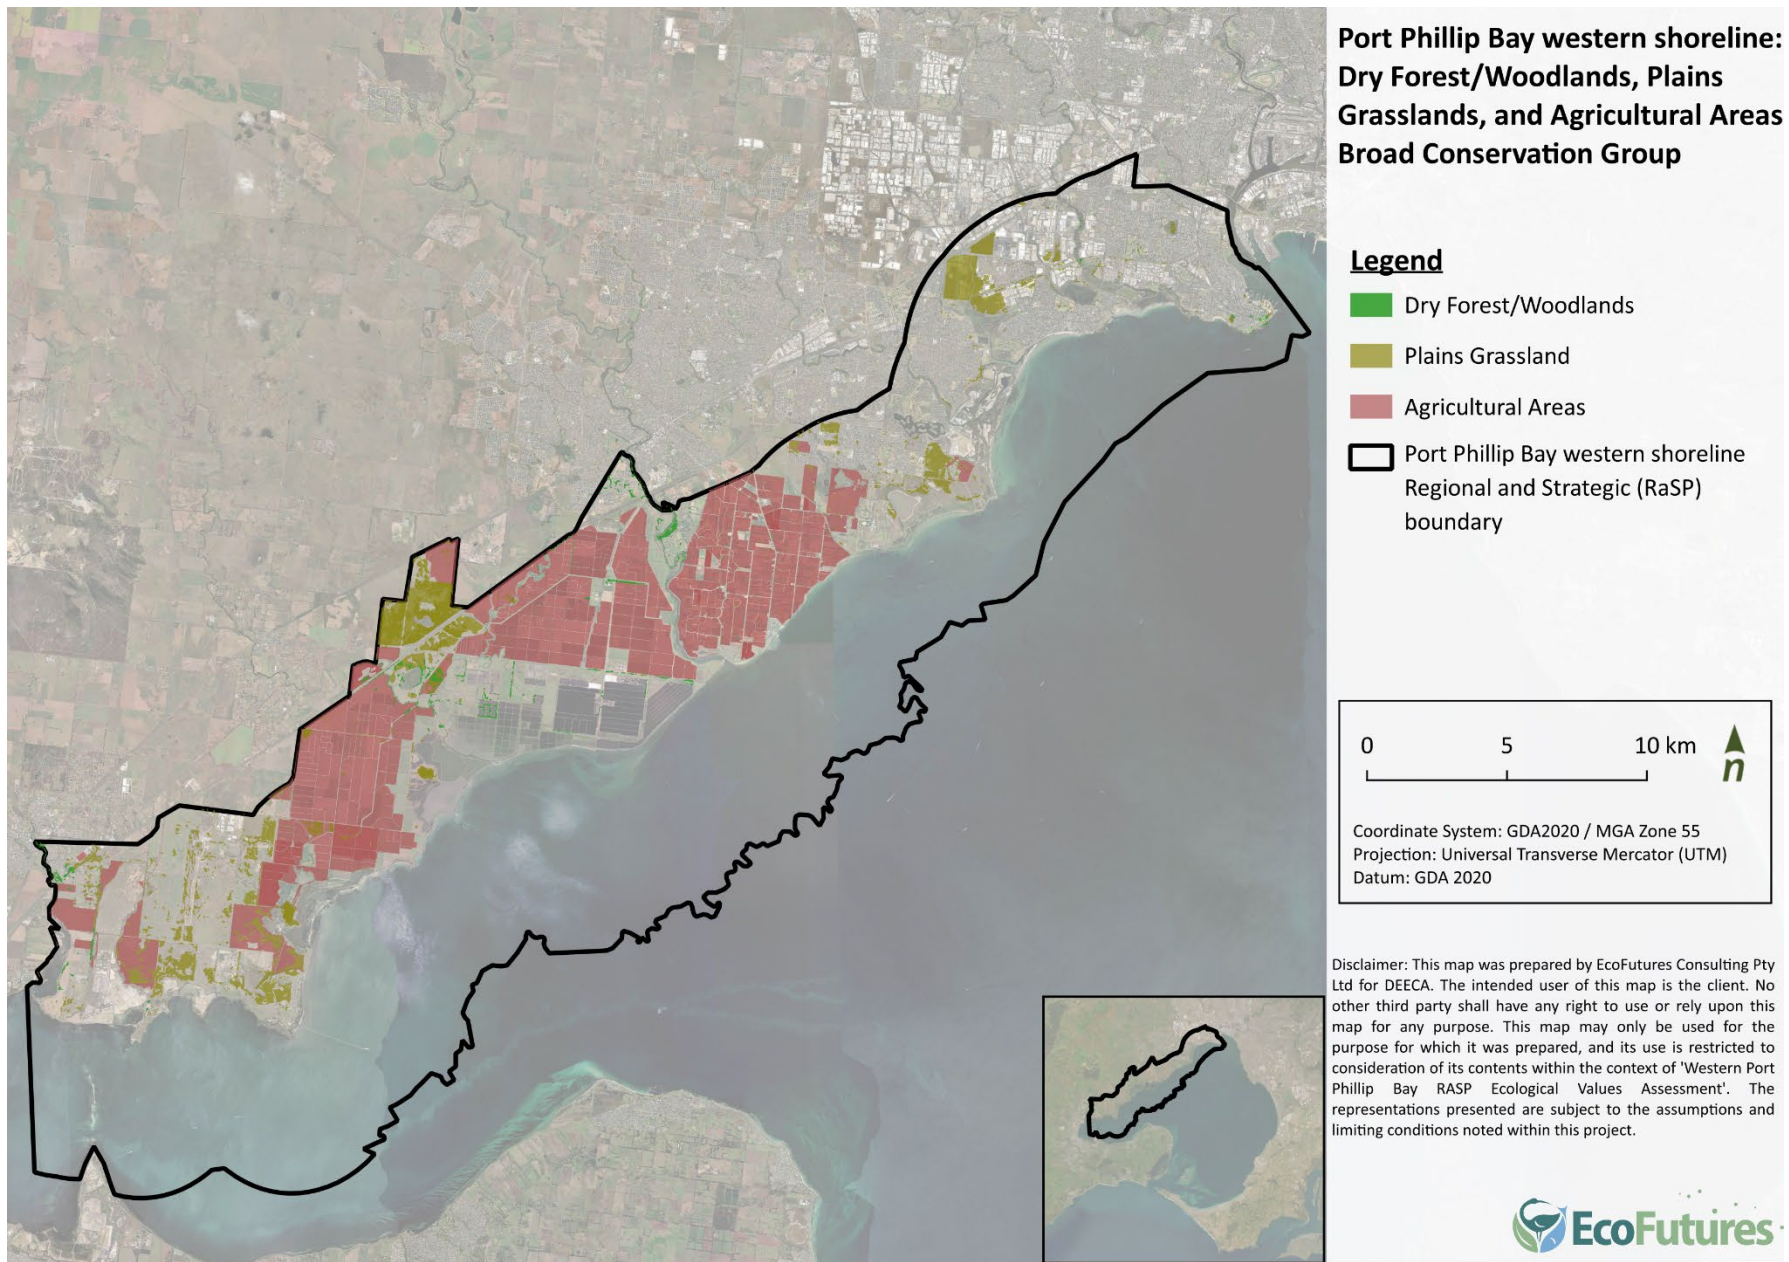 Port Phillip Bay western shoreline:
Dry Forest/Woodlands, Plains
Grasslands, and Agricultural Areas
Broad Conservation Group
Legend
Dry Forest/Woodlands
Plains Grassland
Agricultural Areas
Port Phillip Bay western shoreline
Regional and Strategic (RaSP)
boundary
0 5 10 km
n
Coordinate System: GDA2020 / MGA Zone 55
Projection: Universal Transverse Mercator (UTM)
Datum: GDA 2020
Disclaimer: This map was prepared by EcoFutures Consulting Pty
Ltd for DEECA. The intended user of this map is the client. No
other third party shall have any right to use or rely upon this
map for any purpose. This map may only be used for the
purpose for which it was prepared, and its use is restricted to
consideration of its contents within the context of 'Western Port
Phillip Bay RASP Ecological Values Assessment'. The
representations presented are subject to the assumptions and
limiting conditions noted within this project.
EcoFutures